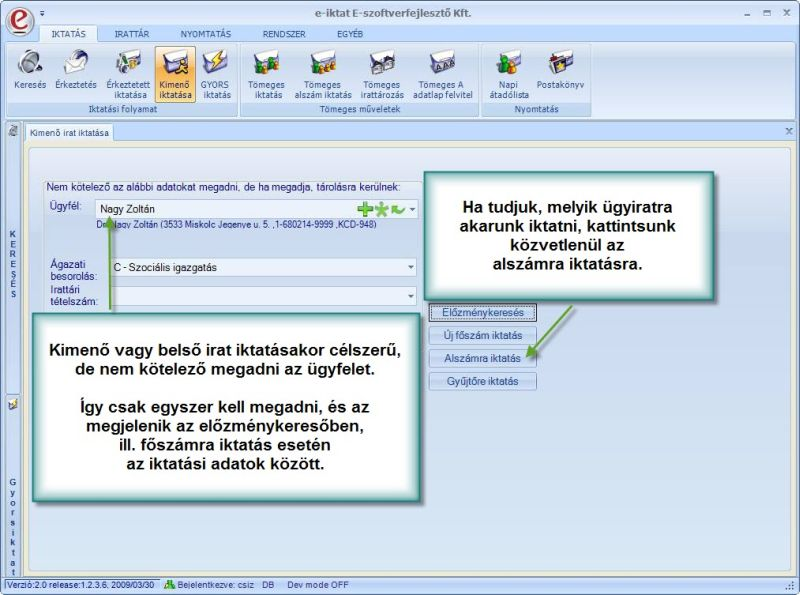 e-iktat E-szoftverfejlesztő Kft.
IKTATÁS IRATTÁR NYOMTATÁS RENDSZER EGYÉB
Keresés
Érkeztetés
Érkeztetett
iktatása
Kimenő
iktatása
GYORS
iktatás
Iktatási folyamat
Tömeges
iktatás
Tömeges
alszám iktatás
Tömeges
irattározás
Tömeges A
adatlap felvitel
Tömeges műveletek
Napi
átadólista
Postakönyv
Nyomtatás
Kimenő irat iktatása
KERESÉS
Gyorsiktat
Nem kötelező az alábbi adatokat megadni, de ha megadja, tárolásra kerülnek:
Ügyfél:
Nagy Zoltán
Dr. Nagy Zoltán (3533 Miskolc Jegenye u. 5. ,1-680214-9999 ,KCD-948)
Ágazati
besorolás:
C - Szociális igazgatás
Irattári
tételszám:
Ha tudjuk, melyik ügyiratra
akarunk iktatni, kattintsunk
közvetlenül az
alszámra iktatásra.
Előzménykeresés
Új főszám iktatás
Alszámra iktatás
Gyűjtőre iktatás
Kimenő vagy belső irat iktatásakor célszerű,
de nem kötelező megadni az ügyfelet.
Így csak egyszer kell megadni, és az
megjelenik az előzménykeresőben,
ill. főszámra iktatás esetén
az iktatási adatok között.
Verzió:2.0 release:1.2.3.6, 2009/03/30 Bejelentkezve: csiz DB Dev mode OFF